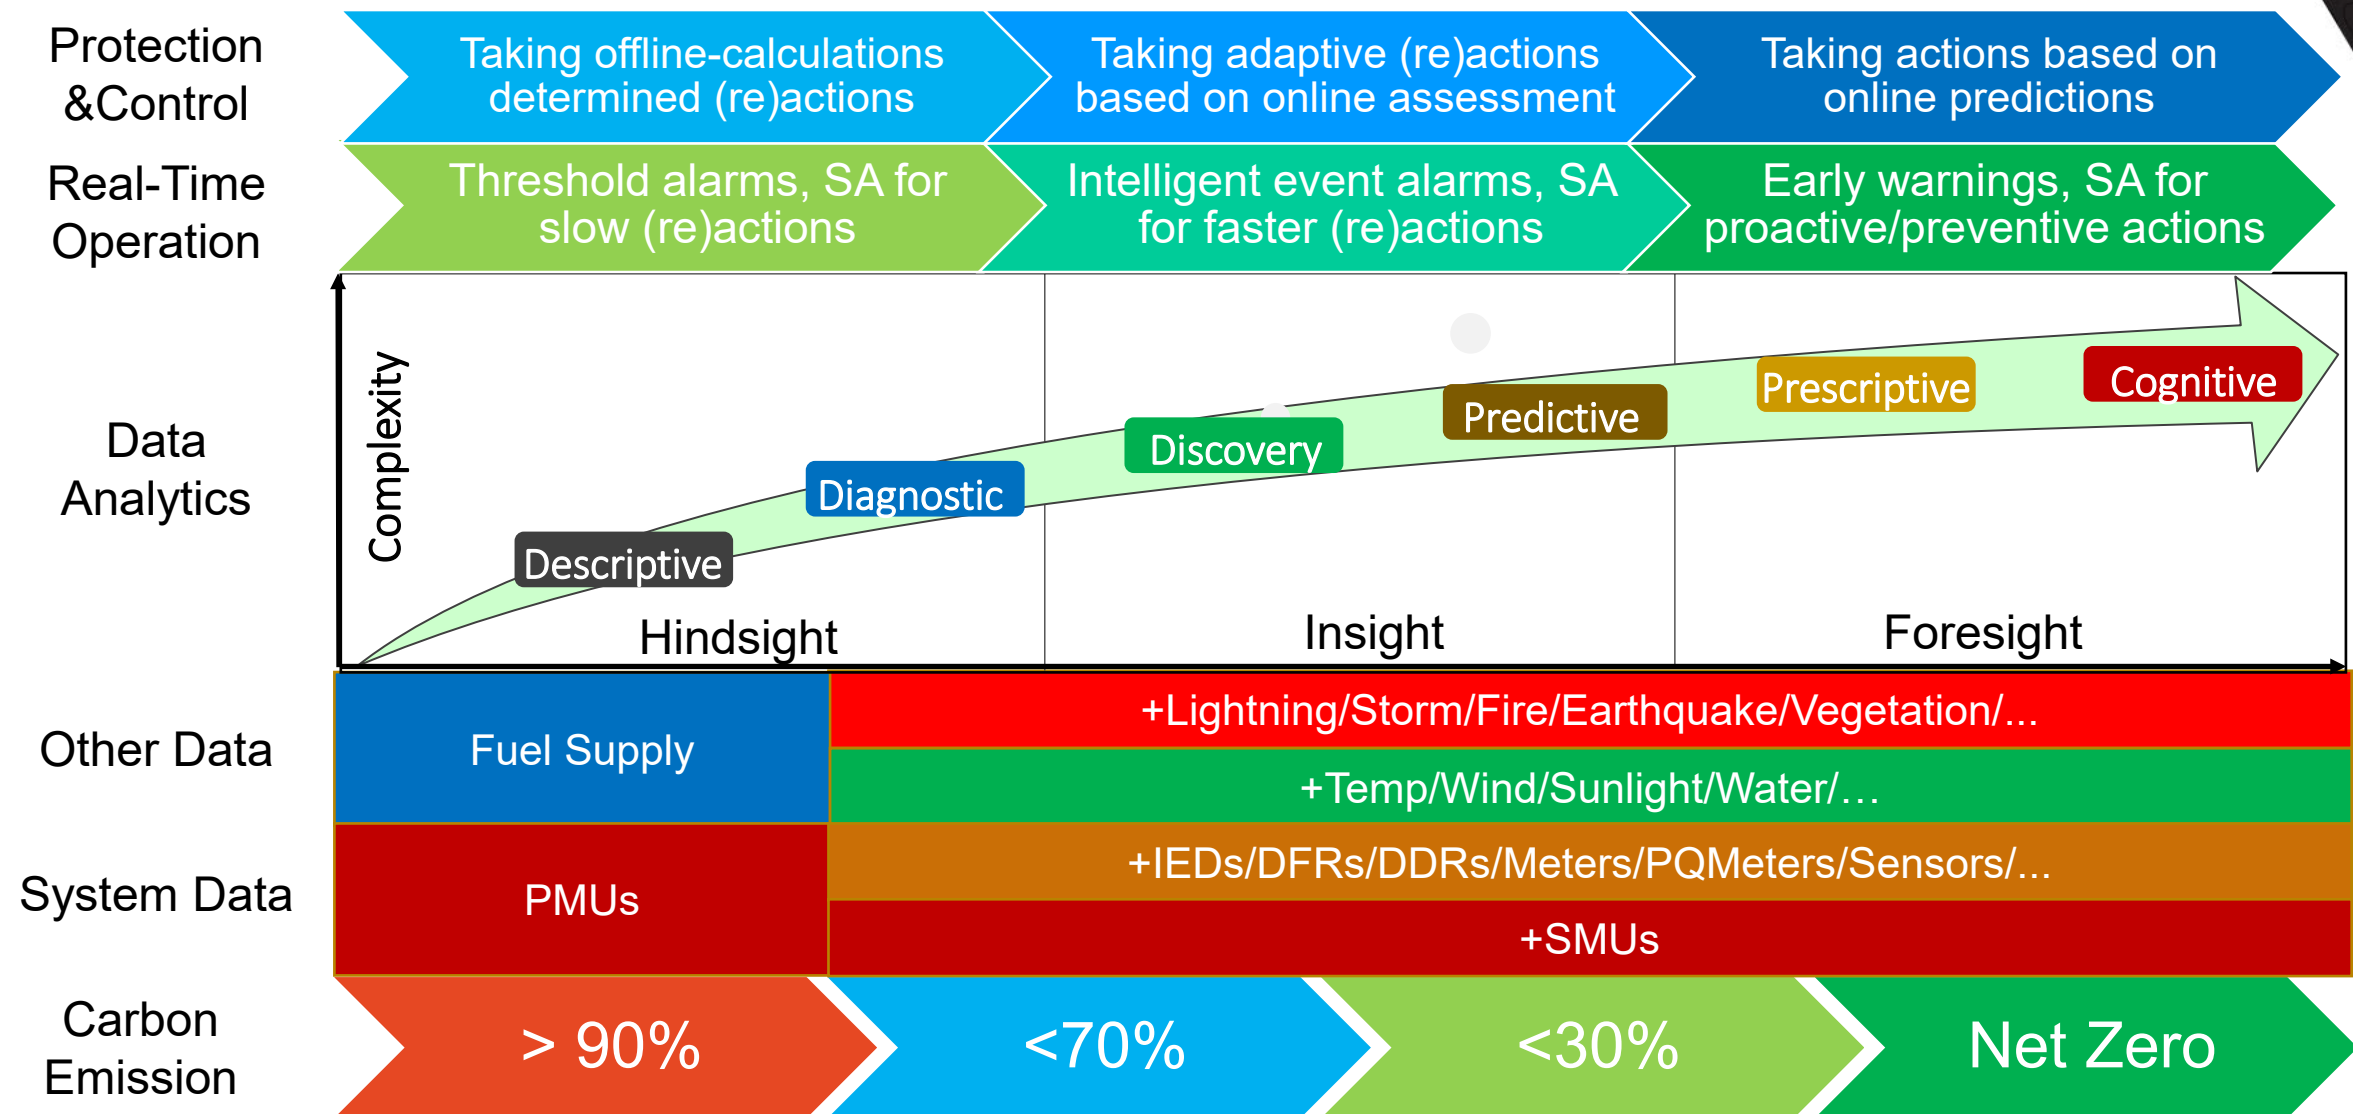 Protection
&Control
Taking offline-calculations
determined (re)actions
Taking adaptive (re)actions
based on online assessment
Taking actions based on
online predictions
Real-Time
Operation
Threshold alarms, SA for
slow (re)actions
Intelligent event alarms, SA
for faster (re)actions
Early warnings, SA for
proactive/preventive actions
Data
Analytics
Complexity
Descriptive
Diagnostic
Discovery
Predictive
Prescriptive
Cognitive
Hindsight
Insight
Foresight
Other Data
Fuel Supply
+Lightning/Storm/Fire/Earthquake/Vegetation/...
+Temp/Wind/Sunlight/Water/…
System Data
PMUs
+IEDs/DFRs/DDRs/Meters/PQMeters/Sensors/...
+SMUs
Carbon
Emission
> 90%
<70%
<30%
Net Zero